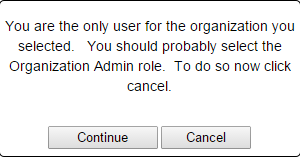 You are the only user for the organization you
selected.   You should probably select the
Organization Admin role.  To do so now click
cancel.
Continue
Cancel